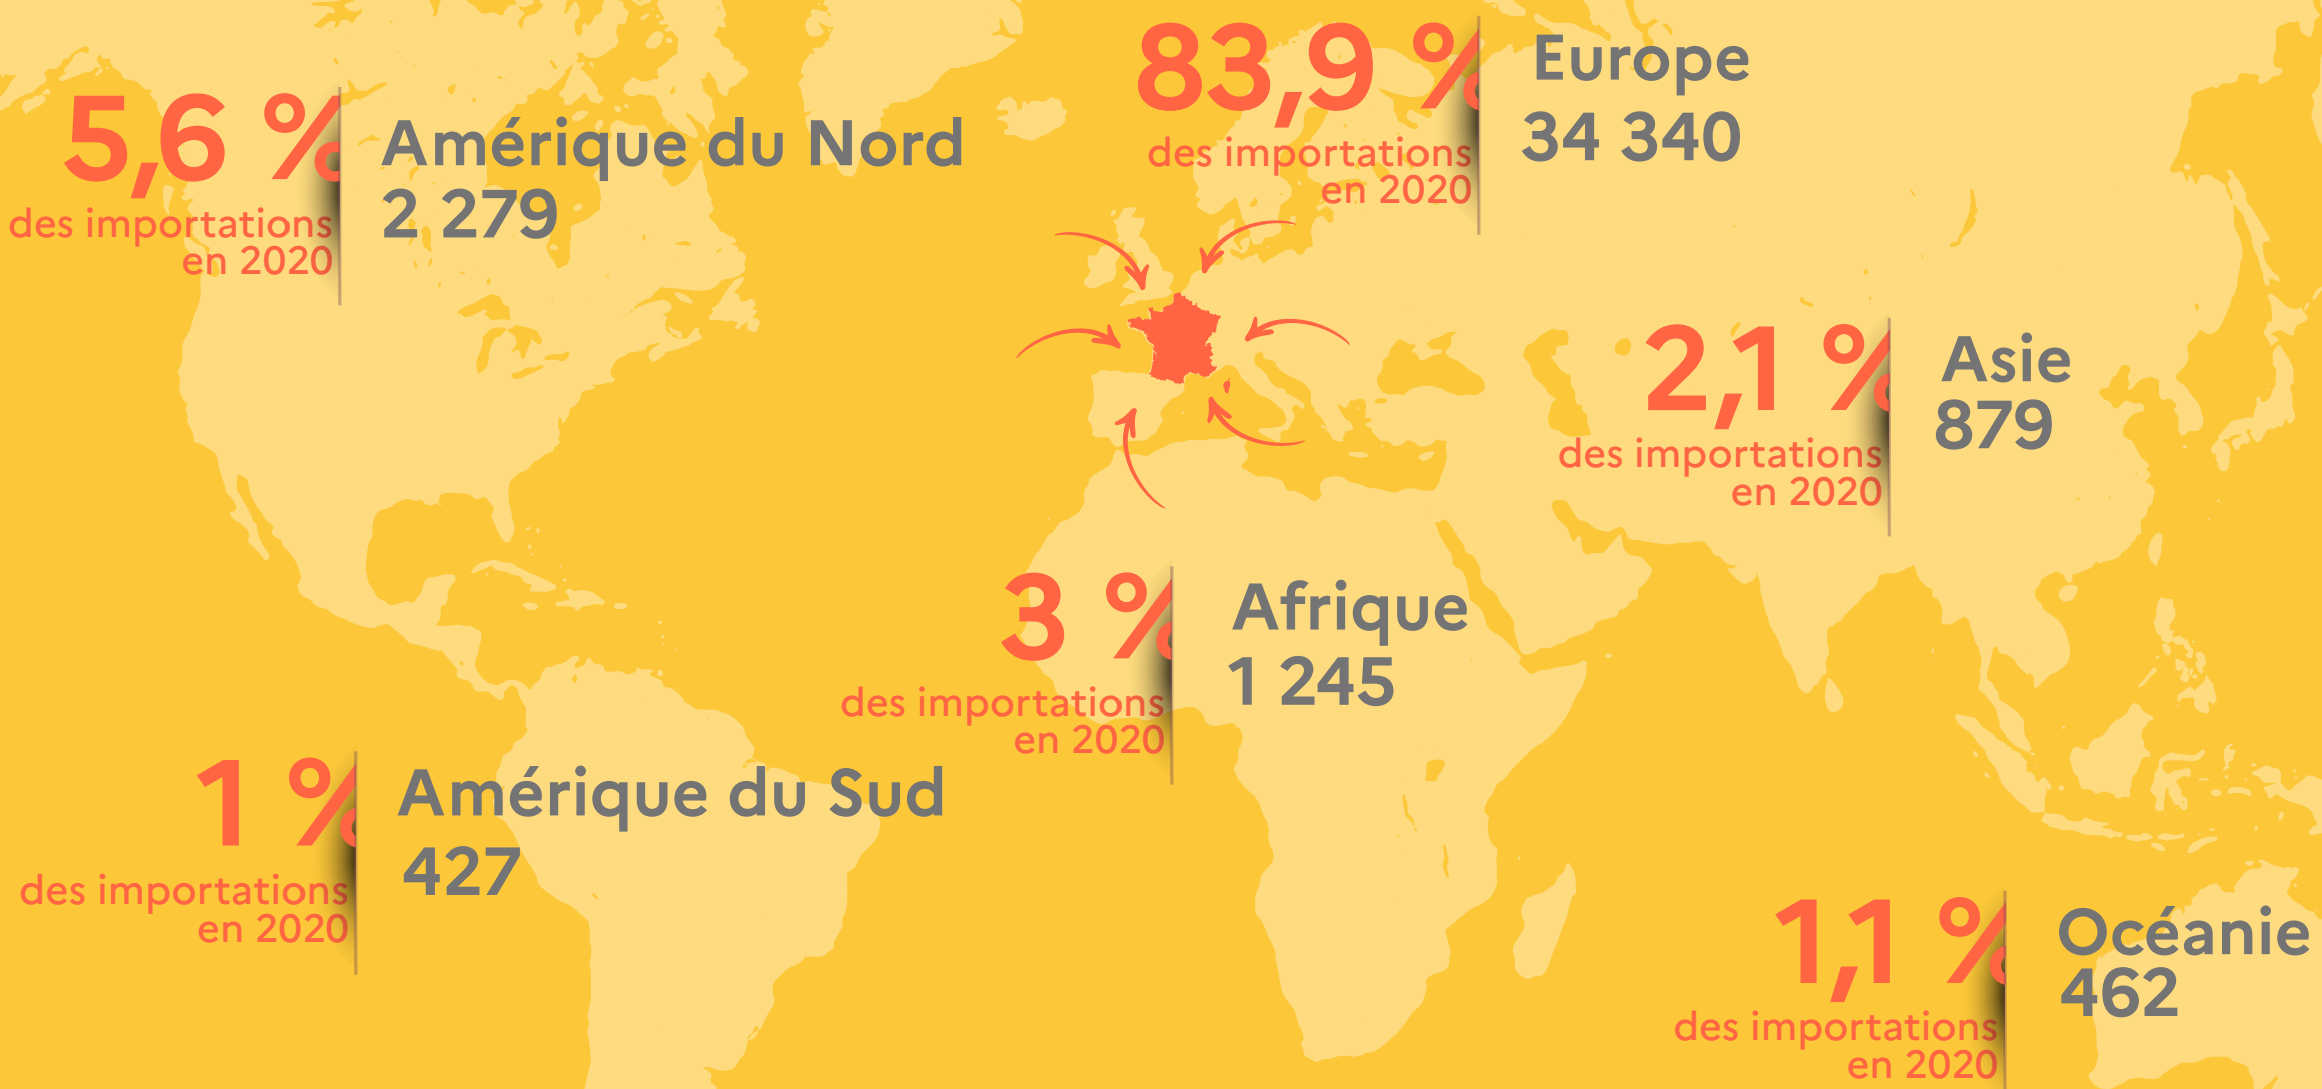 83,9 %
des importations
en 2020
Europe
34 340
5,6 %
des importations
en 2020
Amérique du Nord
2 279
2,1 %
des importations
en 2020
Asie
879
3 %
des importations
en 2020
Afrique
1 245
1 %
des importations
en 2020
Amérique du Sud
427
1,1 %
des importations
en 2020
Océanie
462